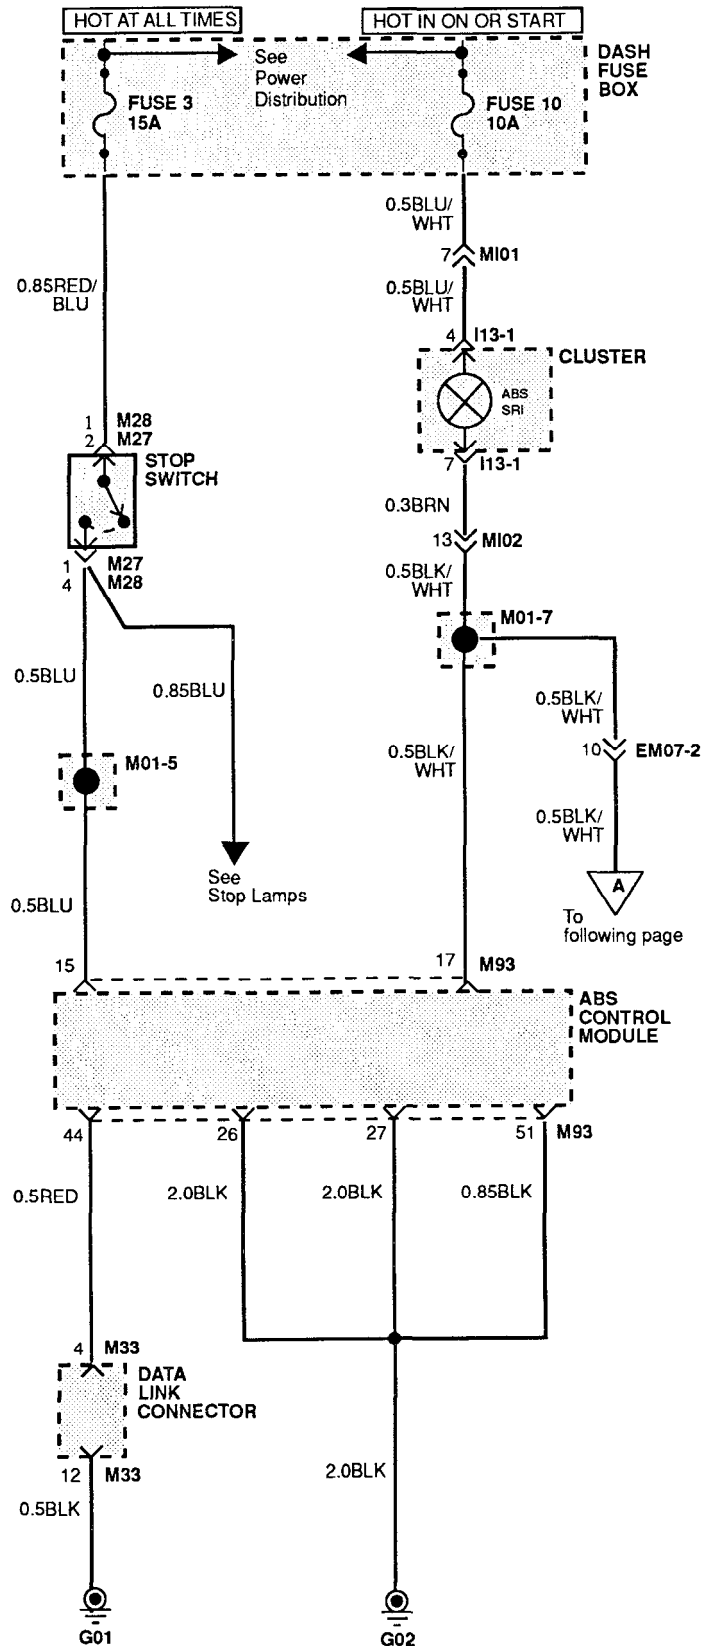 HOT AT ALL TIMES
HOT IN ON OR START
See
Power
Distribution
DASH
FUSE
BOX
FUSE 3
15A
FUSE 10
10A
0.5BLU/
WHT
7 MI01
0.85RED/
BLU
0.5BLU/
WHT
4 I13-1
CLUSTER
ABS
SRI
1 M28
2 M27
STOP
SWITCH
7 I13-1
0.3BRN
13 MI02
1 M27
4 M28
0.5BLK/
WHT
M01-7
0.5BLU
0.85BLU
0.5BLK/
WHT
10 EM07-2
0.5BLK/
WHT
M01-5
0.5BLK/
WHT
A
See
Stop Lamps
0.5BLU
To
following page
15
17 M93
ABS
CONTROL
MODULE
44
26
27
51 M93
0.5RED
2.0BLK
2.0BLK
0.85BLK
4 M33
DATA
LINK
CONNECTOR
12 M33
2.0BLK
0.5BLK
G01
G02